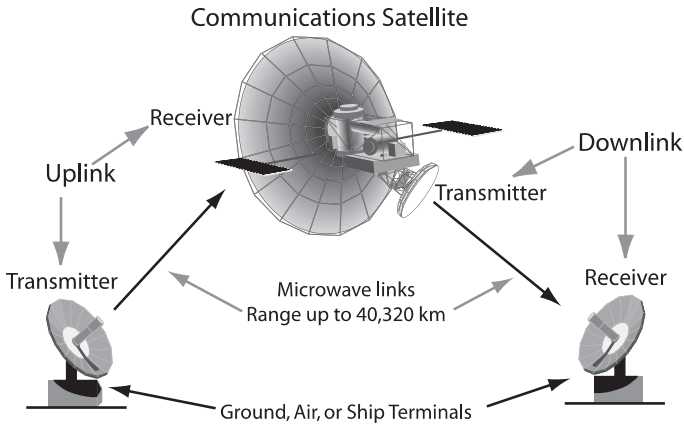 Communications Satellite
Receiver
Downlink
Uplink
Transmitter
Transmitter
Receiver
Microwave links
Range up to 40,320 km
Ground, Air, or Ship Terminals